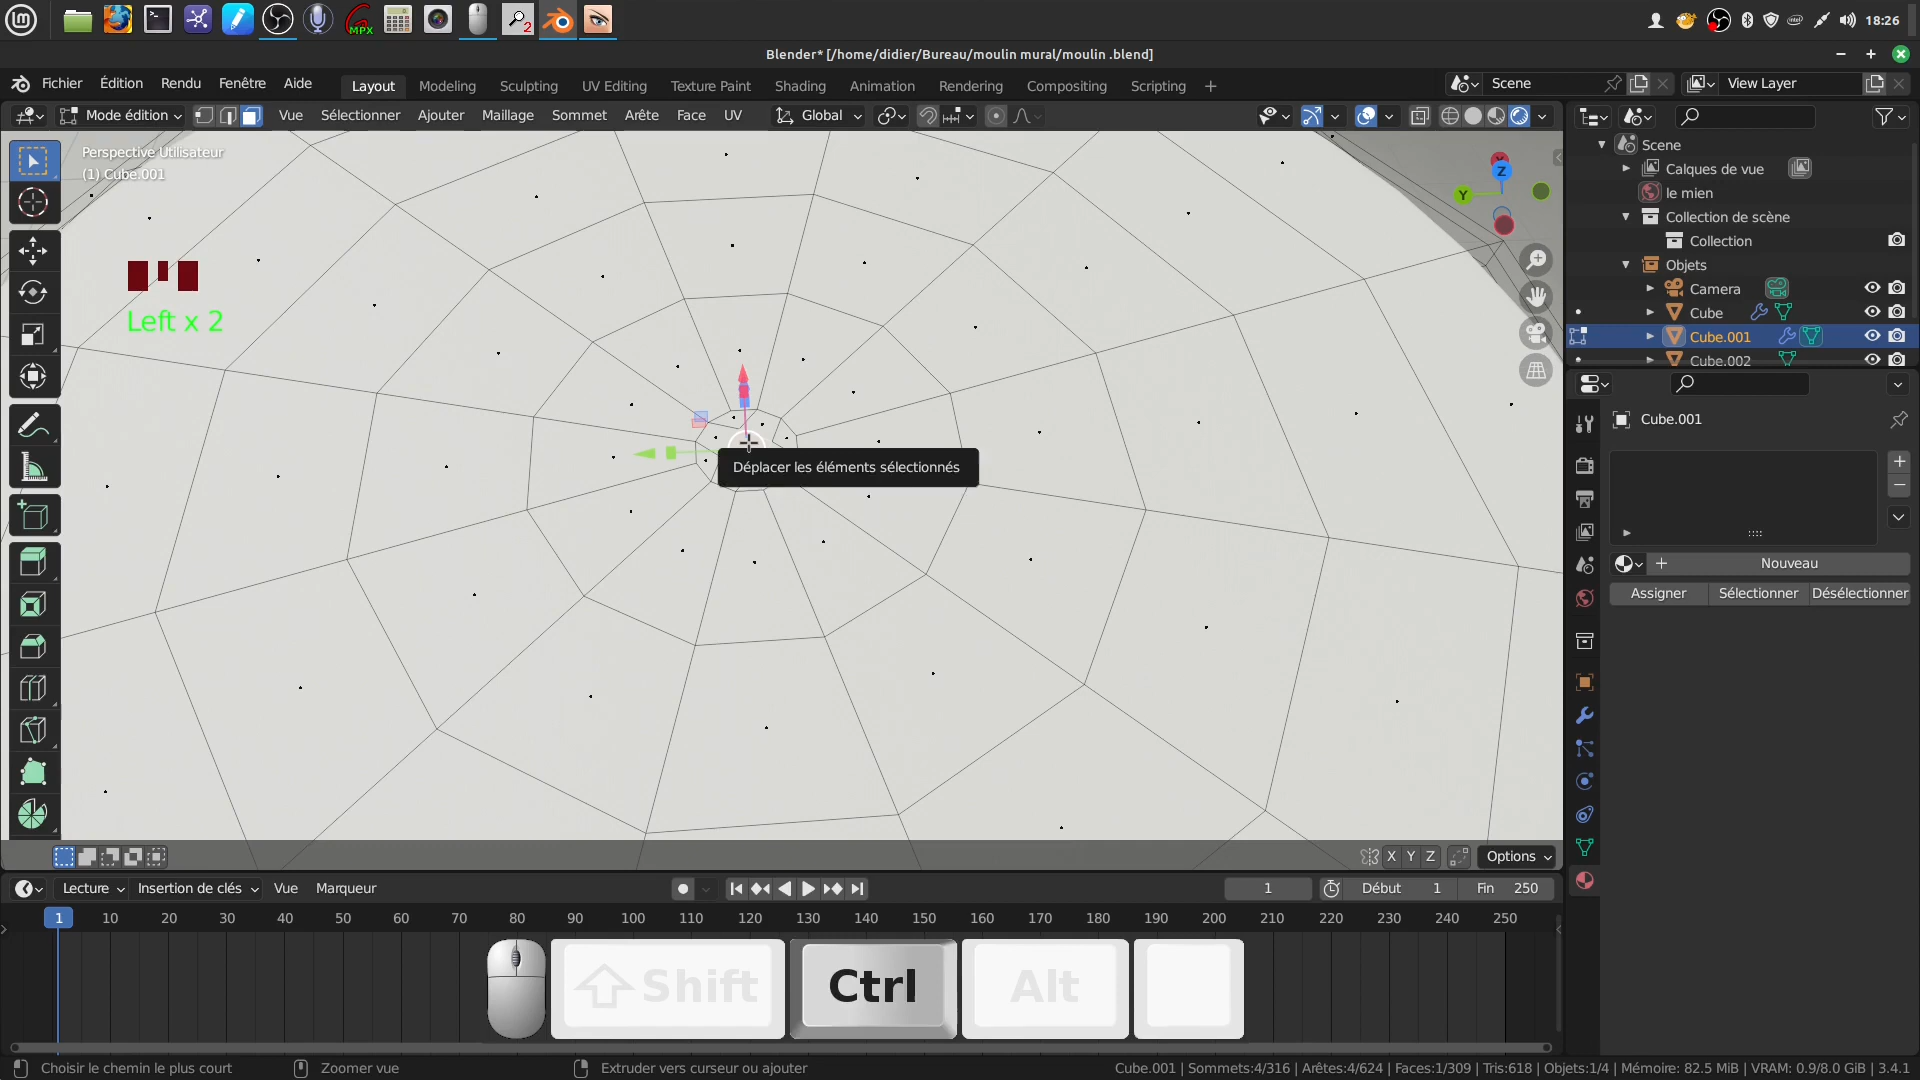 MPX
2
18:26
Blender* [/home/didier/Bureau/moulin mural/moulin .blend]
Fichier Édition Rendu Fenêtre Aide
Layout Modeling Sculpting UV Editing Texture Paint Shading Animation Rendering Compositing Scripting +
Scene
View Layer
Mode édition Vue Sélectionner Ajouter Maillage Sommet Arête Face UV Global
Perspective Utilisateur
(1) Cube.001
Left x 2
Z
Y
Déplacer les éléments sélectionnés
Scene
Calques de vue
le mien
Collection de scène
Collection
Objets
Camera
Cube
Cube.001
Cube.002
Cube.001
Nouveau
Assigner Sélectionner Désélectionner
X Y Z Options
Lecture Insertion de clés Vue Marqueur
1 Début 1 Fin 250
1 10 20 30 40 50 60 70 80 90 100 110 120 130 140 150 160 170 180 190 200 210 220 230 240 250
Shift Ctrl Alt
Choisir le chemin le plus court Zoomer vue Extruder vers curseur ou ajouter
Cube.001 | Sommets:4/316 | Arêtes:4/624 | Faces:1/309 | Tris:618 | Objets:1/4 | Mémoire: 82.5 MiB | VRAM: 0.9/8.0 GiB | 3.4.1